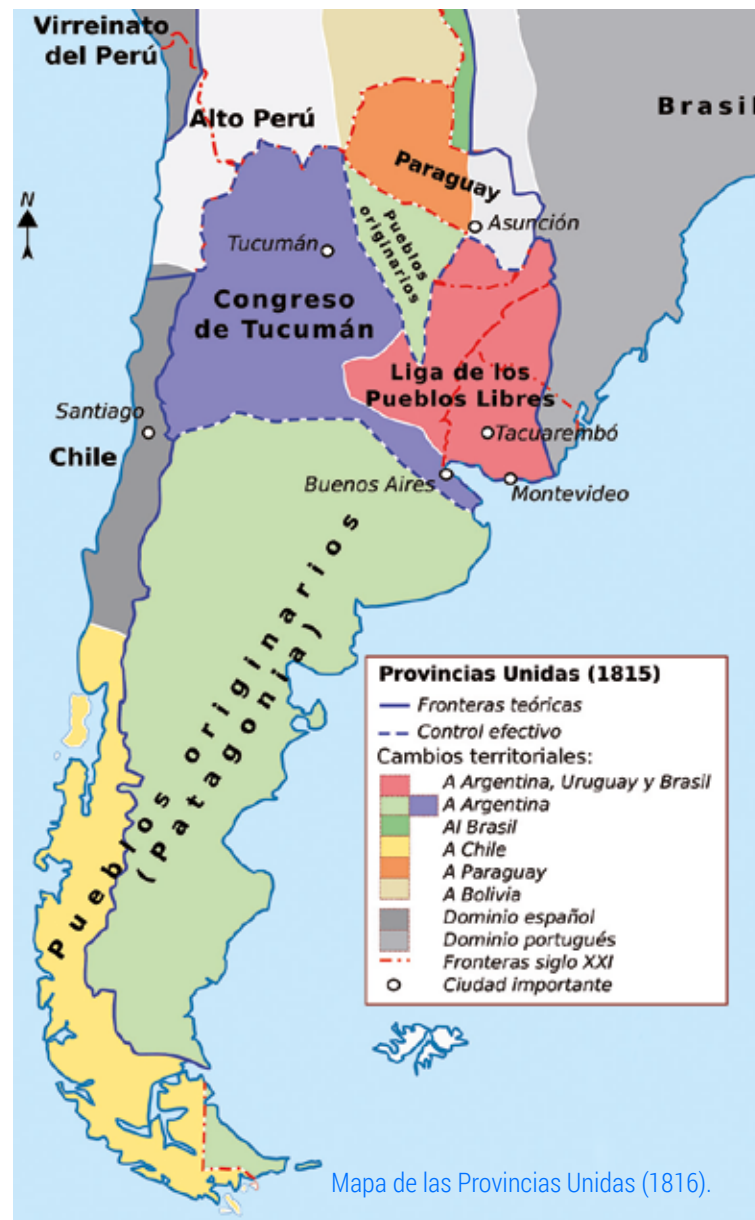 Virreinato
del Perú
Alto Perú
Brasil
Paraguay
N
Asunción
Pueblos
originarios
Tucumán
Congreso
de Tucumán
Liga de los
Pueblos Libres
Santiago
Tacuarembó
Chile
Buenos Aires
Montevideo
Pueblos originarios
(Patagonia)
Provincias Unidas (1815)
Fronteras teóricas
Control efectivo
Cambios territoriales:
A Argentina, Uruguay y Brasil
A Argentina
Al Brasil
A Chile
A Paraguay
A Bolivia
Dominio español
Dominio portugués
Fronteras siglo XXI
Ciudad importante
Mapa de las Provincias Unidas (1816).